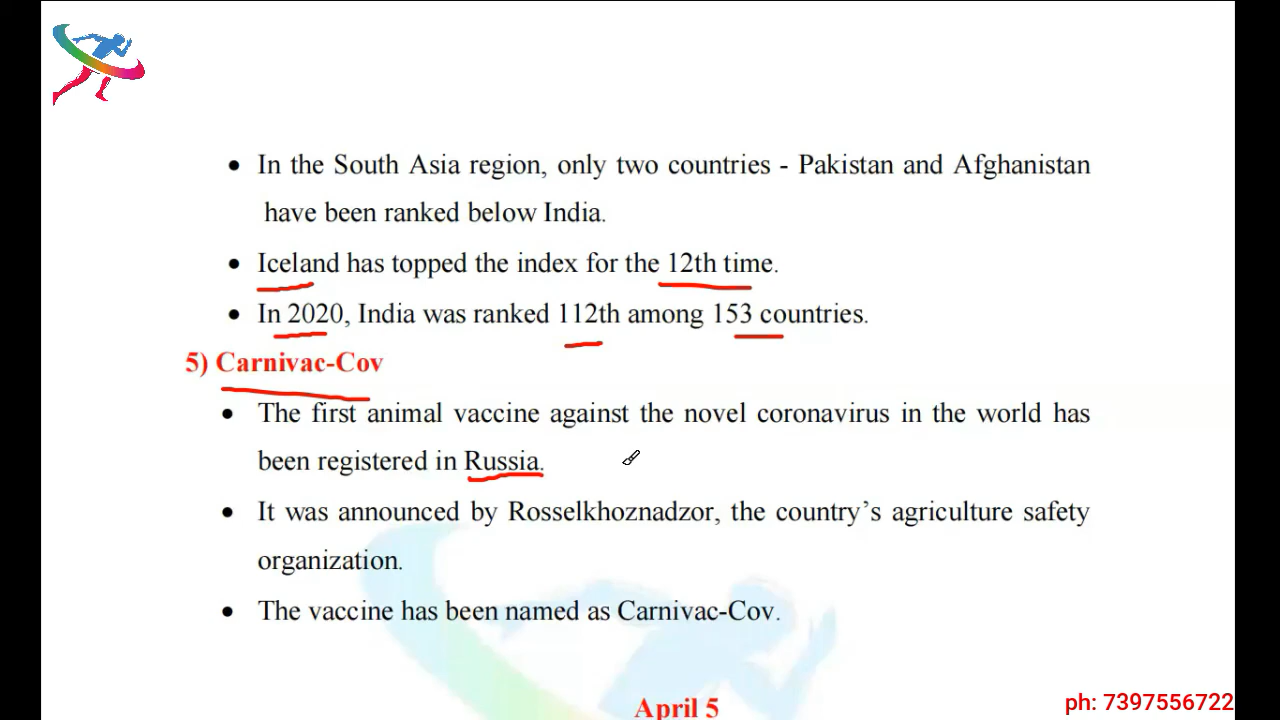 • In the South Asia region, only two countries - Pakistan and Afghanistan
have been ranked below India.
• Iceland has topped the index for the 12th time.
• In 2020, India was ranked 112th among 153 countries.
5) Carnivac-Cov
• The first animal vaccine against the novel coronavirus in the world has
been registered in Russia.
• It was announced by Rosselkhoznadzor, the country’s agriculture safety
organization.
• The vaccine has been named as Carnivac-Cov.
April 5
ph: 7397556722